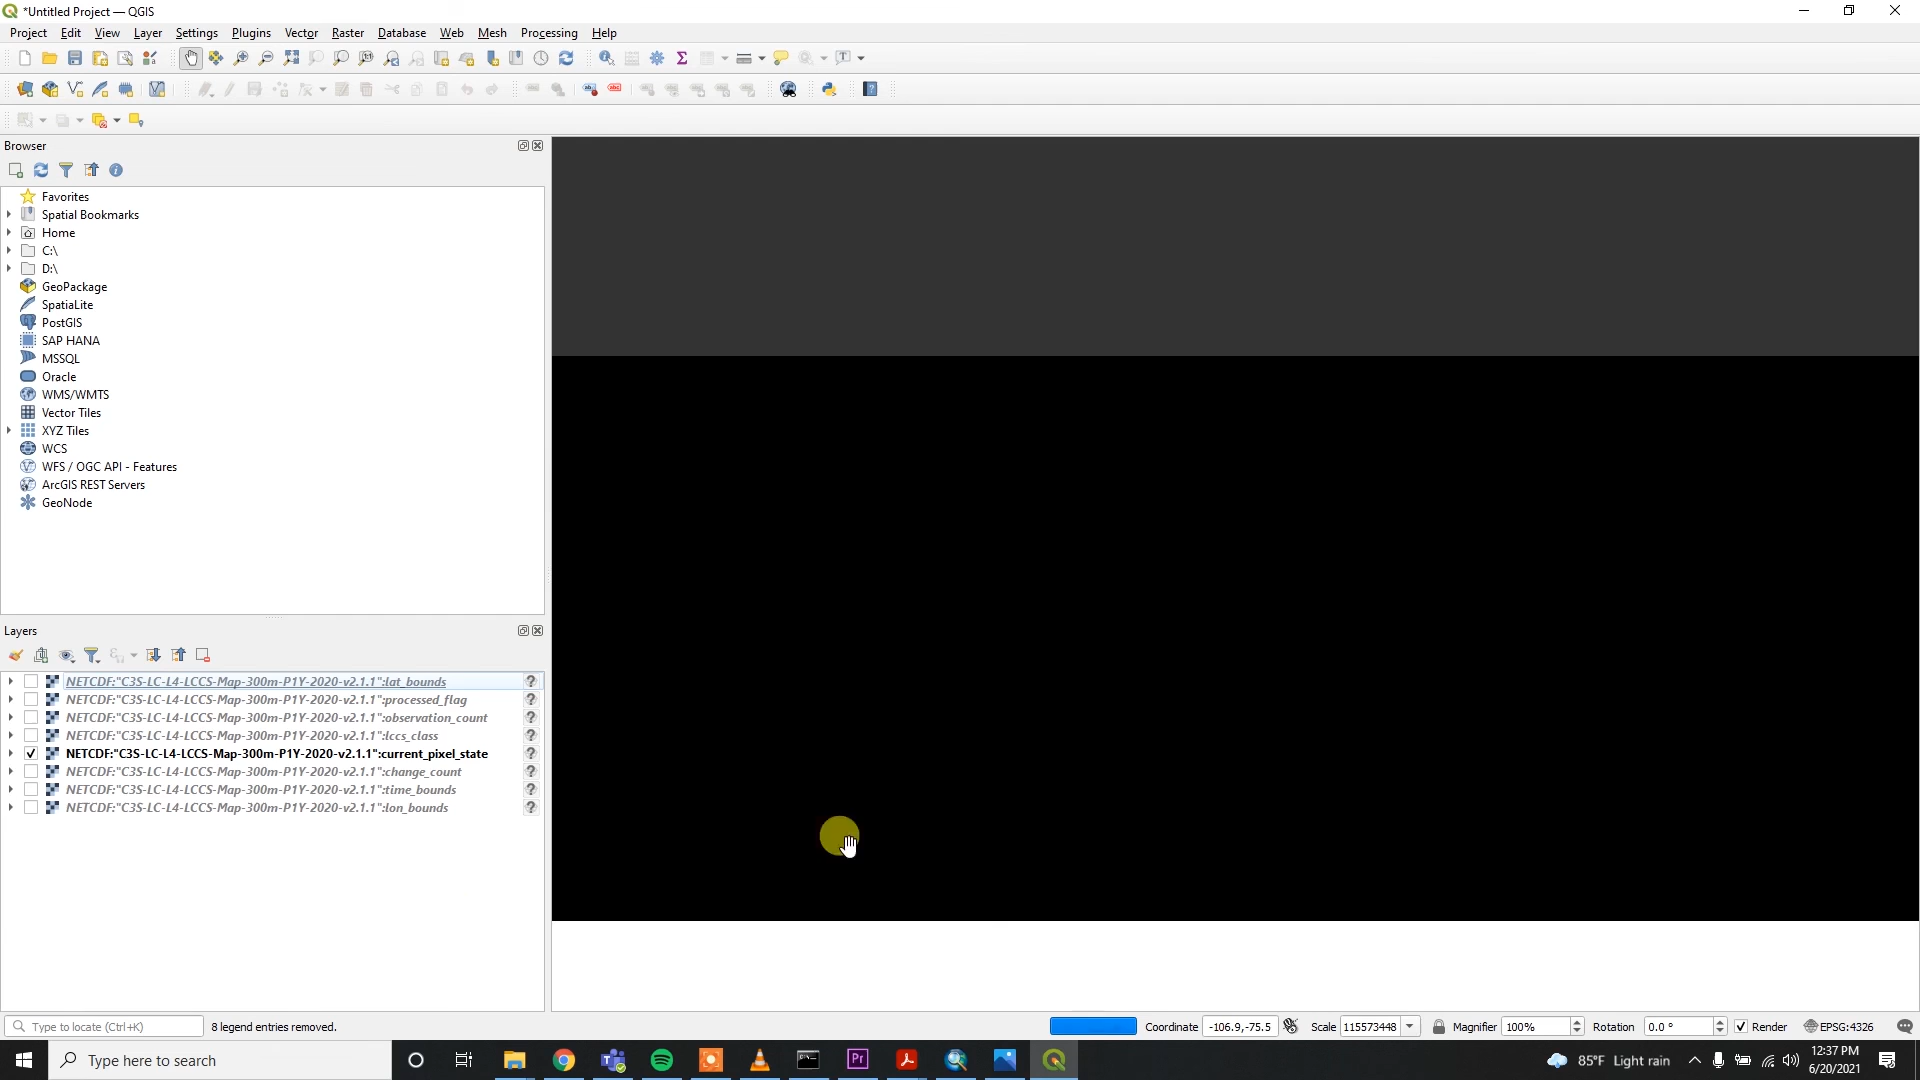 *Untitled Project — QGIS
Project Edit View Layer Settings Plugins Vector Raster Database Web Mesh Processing Help
Browser
Favorites
Spatial Bookmarks
Home
C:\
D:\
GeoPackage
SpatiaLite
PostGIS
SAP HANA
MSSQL
Oracle
WMS/WMTS
Vector Tiles
XYZ Tiles
WCS
WFS / OGC API - Features
ArcGIS REST Servers
GeoNode
Layers
NETCDF:"C3S-LC-L4-LCCS-Map-300m-P1Y-2020-v2.1.1":lat_bounds ?
NETCDF:"C3S-LC-L4-LCCS-Map-300m-P1Y-2020-v2.1.1":processed_flag ?
NETCDF:"C3S-LC-L4-LCCS-Map-300m-P1Y-2020-v2.1.1":observation_count ?
NETCDF:"C3S-LC-L4-LCCS-Map-300m-P1Y-2020-v2.1.1":lccs_class ?
NETCDF:"C3S-LC-L4-LCCS-Map-300m-P1Y-2020-v2.1.1":current_pixel_state ?
NETCDF:"C3S-LC-L4-LCCS-Map-300m-P1Y-2020-v2.1.1":change_count ?
NETCDF:"C3S-LC-L4-LCCS-Map-300m-P1Y-2020-v2.1.1":time_bounds ?
NETCDF:"C3S-LC-L4-LCCS-Map-300m-P1Y-2020-v2.1.1":lon_bounds ?
Type to locate (Ctrl+K) 8 legend entries removed. Coordinate -106.9,-75.5 Scale 115573448 Magnifier 100% Rotation 0.0 ° Render EPSG:4326
Type here to search Pr 85°F Light rain 12:37 PM
6/20/2021